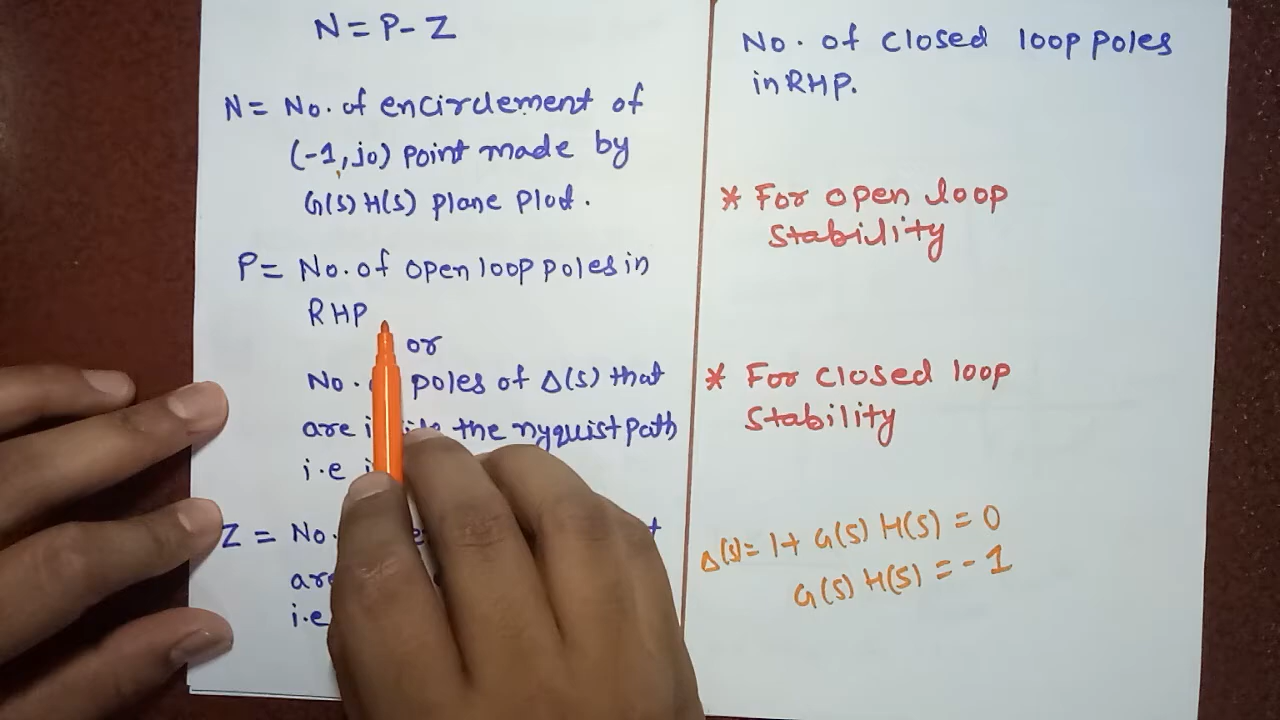 N = P - Z
N = No. of encirclement of
(-1, j0) point made by
G(S) H(S) plane plot.
P = No. of open loop poles in
RHP
or
No. poles of Δ(s) that
are the nyquist path
i.e
Z = No.
are
i.e
No. of closed loop poles
in RHP.
* For open loop
stability
* For closed loop
stability
Δ(s) = 1 + G(S) H(S) = 0
G(S) H(S) = - 1